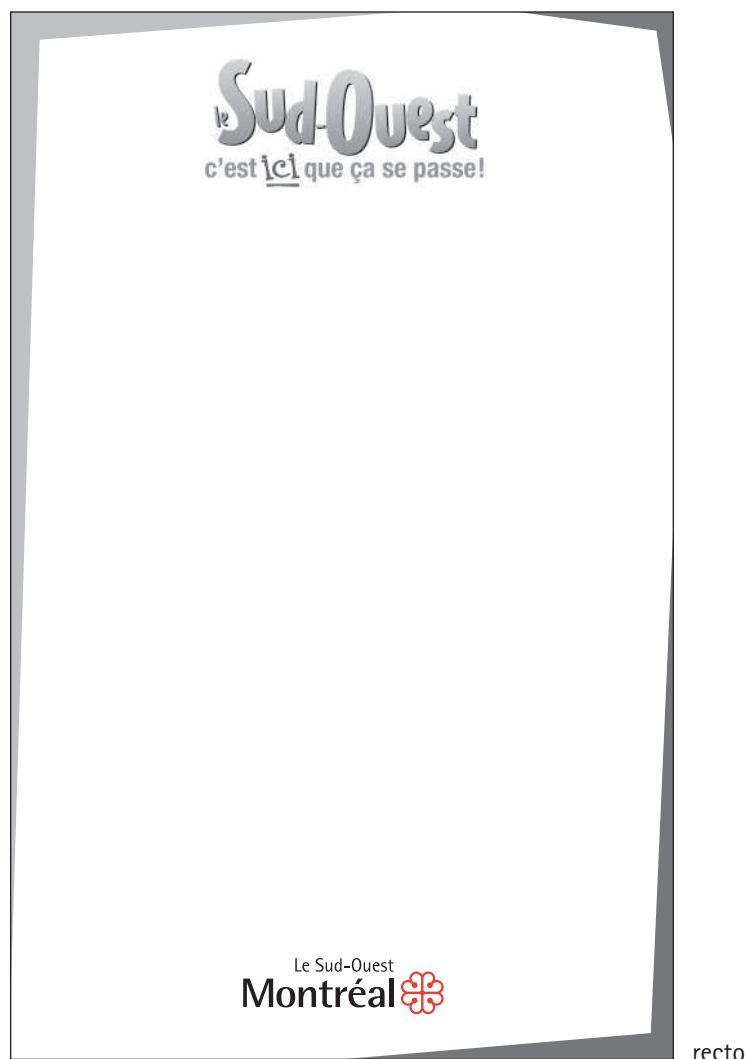 le Sud-Ouest
c'est ici que ça se passe!
Le Sud-Ouest
Montréal
recto